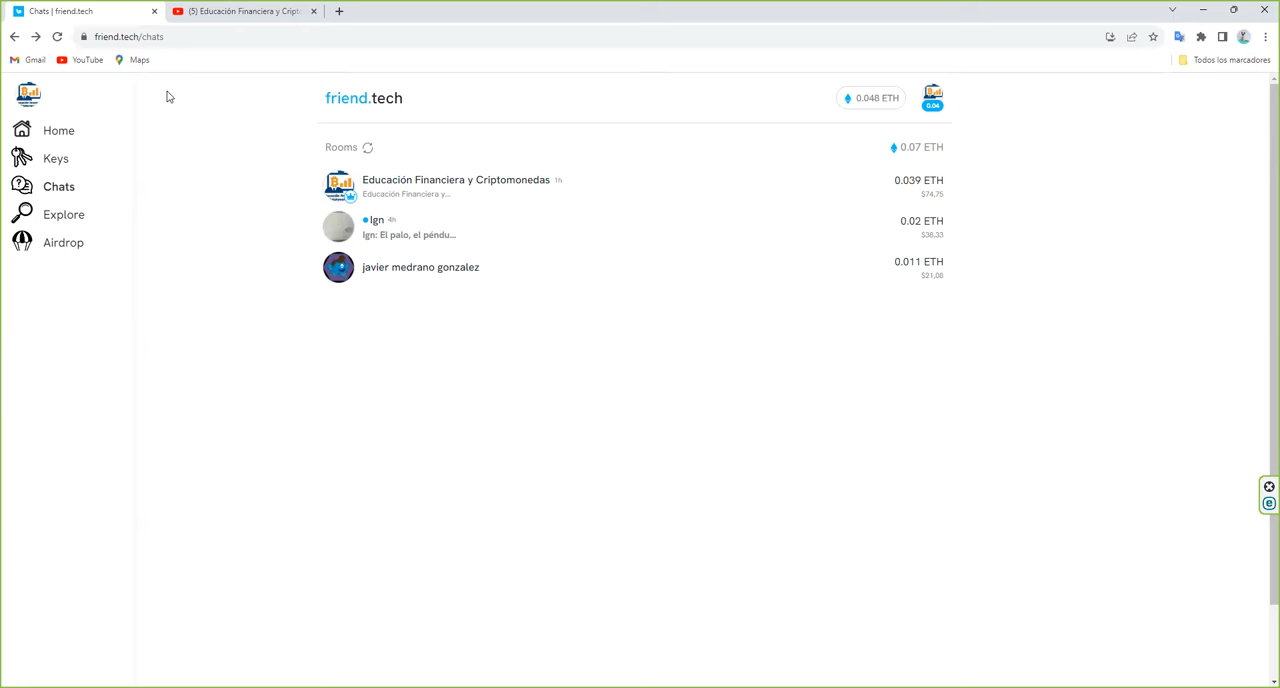 Chats | friend.tech
(5) Educación Financiera y Cripto
friend.tech/chats
Gmail
YouTube
Maps
Todos los marcadores
Home
Keys
Chats
Explore
Airdrop
friend.tech
0.048 ETH
0.04
Rooms
0.07 ETH
Educación Financiera y Criptomonedas 1h
Educación Financiera y...
0.039 ETH
$74,75
Ign 4h
Ign: El palo, el péndu...
0.02 ETH
$38,33
javier medrano gonzalez
0.011 ETH
$21,08